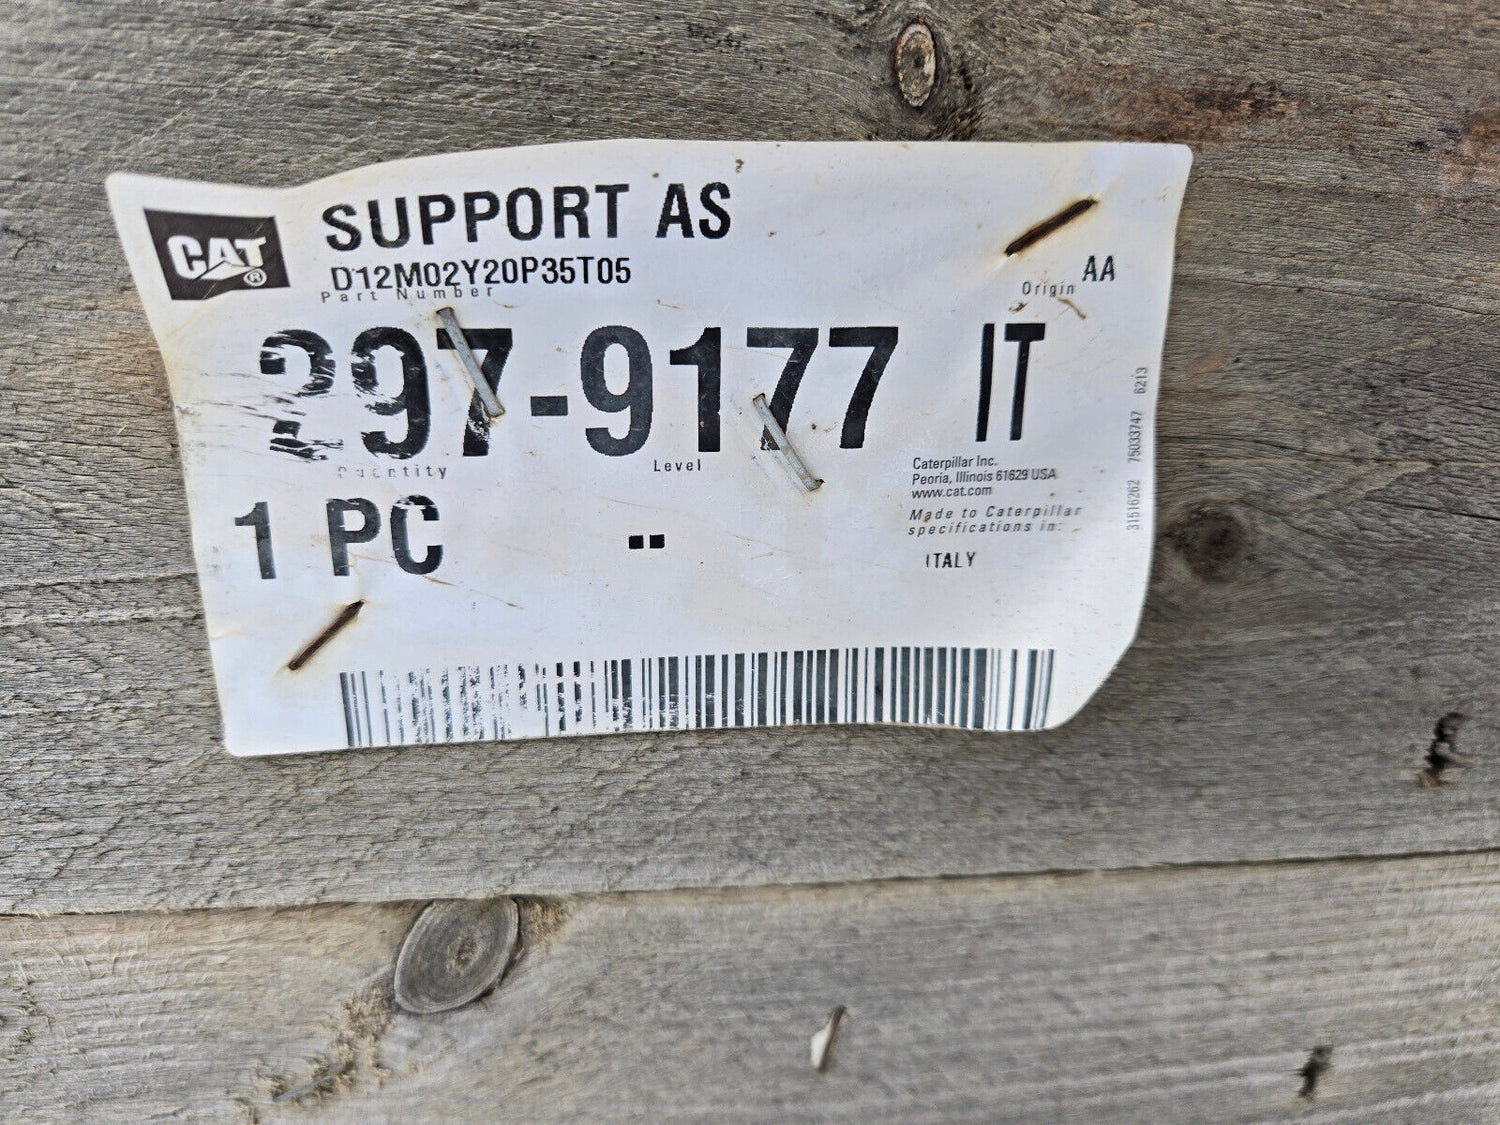 CAT®
SUPPORT AS
D12M02Y20P35T05
Part Number
Origin AA
297-9177 IT
Quantity
Level
1 PC
--
Caterpillar Inc.
Peoria, Illinois 61629 USA
www.cat.com
Made to Caterpillar
specifications in:
ITALY
31516262 75033747 6213